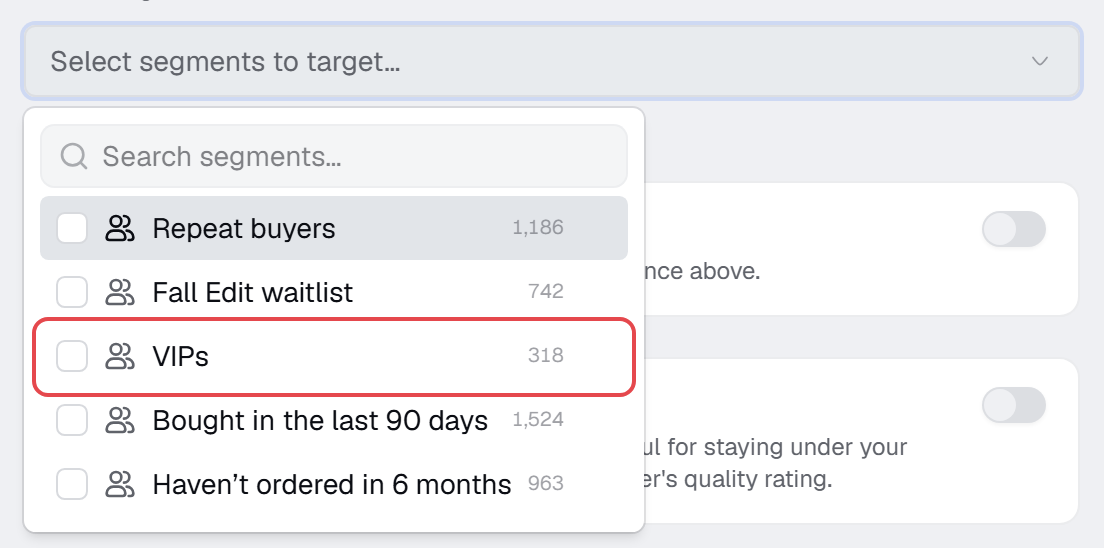 Select segments to target…
Search segments…
Repeat buyers 1,186
Fall Edit waitlist 742
nce above.
VIPs 318
Bought in the last 90 days 1,524
ul for staying under your
Haven’t ordered in 6 months 963
er's quality rating.